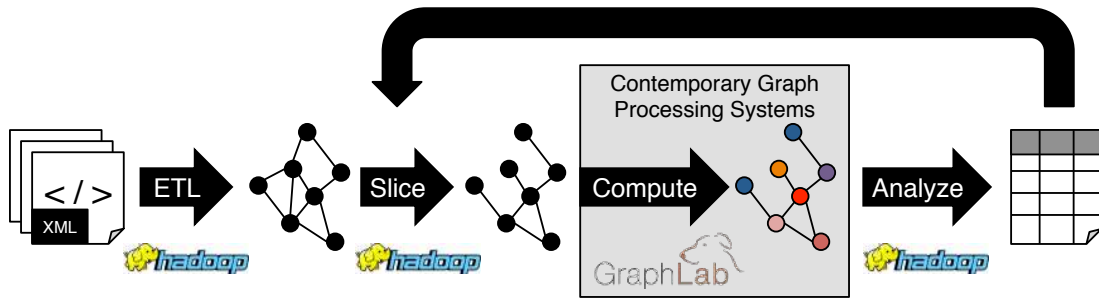 Contemporary Graph
Processing Systems
</>
XML
ETL
Slice
Compute
Analyze
hadoop
hadoop
GraphLab
hadoop